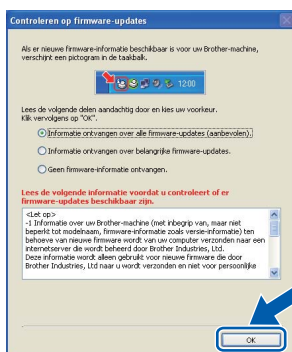 Controleren op firmware-updates
Als er nieuwe firmware-informatie beschikbaar is voor uw Brother-machine,
verschijnt een pictogram in de taakbalk.
12:00
Lees de volgende delen aandachtig door en kies uw voorkeur.
Klik vervolgens op "OK".
Informatie ontvangen over alle firmware-updates (aanbevolen).
Informatie ontvangen over belangrijke firmware-updates.
Geen firmware-informatie ontvangen.
Lees de volgende informatie voordat u controleert of er
firmware-updates beschikbaar zijn.
<Let op>
-1 Informatie over uw Brother-machine (met inbegrip van, maar niet
beperkt tot modelnaam, firmware-informatie zoals versie-informatie) ten
behoeve van nieuwe firmware wordt van uw computer verzonden naar een
internetserver die wordt beheerd door Brother Industries, Ltd.
Deze informatie wordt alleen gebruikt voor nieuwe firmware die door
Brother Industries, Ltd naar u wordt verzonden en niet voor persoonlijke
OK